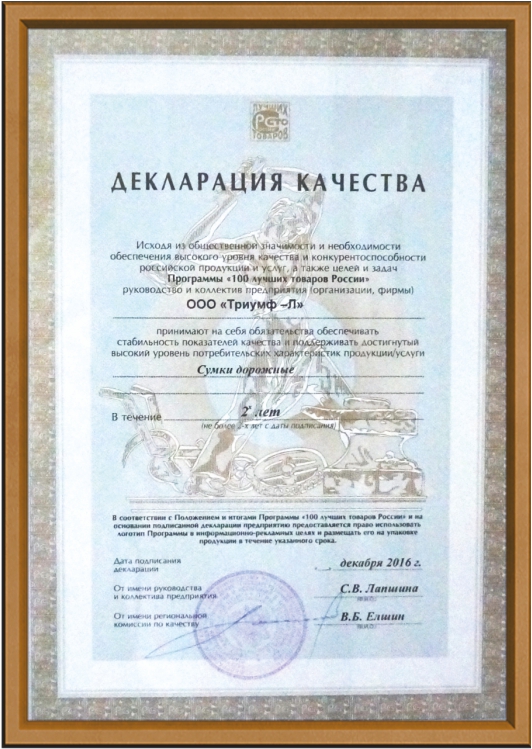 ЛУЧШИХ
ТОВАРОВ
ДЕКЛАРАЦИЯ КАЧЕСТВА
Исходя из общественной значимости и необходимости
обеспечения высокого уровня качества и конкурентоспособности
российской продукции и услуг, а также целей и задач
Программы «100 лучших товаров России»
руководство и коллектив предприятия (организации, фирмы)
ООО «Триумф –Л»
принимают на себя обязательства обеспечивать
стабильность показателей качества и поддерживать достигнутый
высокий уровень потребительских характеристик продукции/услуги
Сумки дорожные
В течение 2х лет
(не более 2-х лет с даты подписания)
В соответствии с Положением и итогами Программы «100 лучших товаров России» и на
основании подписанной декларации предприятию предоставляется право использовать
логотип Программы в информационно-рекламных целях и размещать его на упаковке
продукции в течение указанного срока.
Дата подписания
декларации декабря 2016 г.
От имени руководства
и коллектива предприятия С.В. Лапшина
От имени региональной
комиссии по качеству В.Б. Елшин